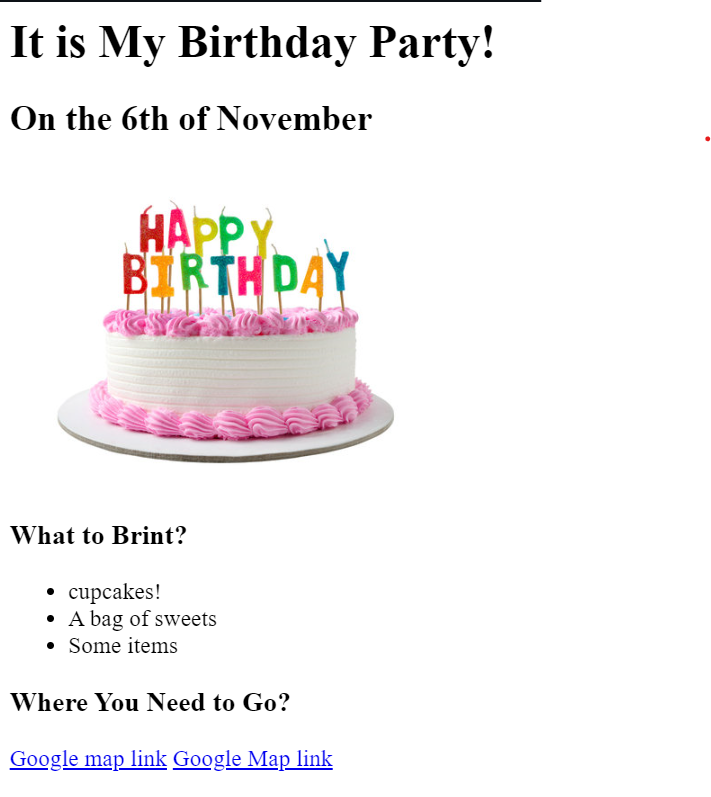 It is My Birthday Party!
On the 6th of November
HAPPY
BIRTHDAY
What to Brint?
cupcakes!
A bag of sweets
Some items
Where You Need to Go?
Google map link Google Map link